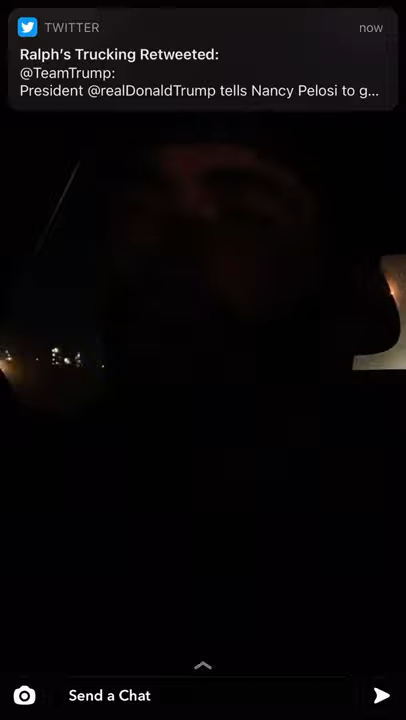 TWITTER now
Ralph's Trucking Retweeted:
@TeamTrump:
President @realDonaldTrump tells Nancy Pelosi to g...
Send a Chat